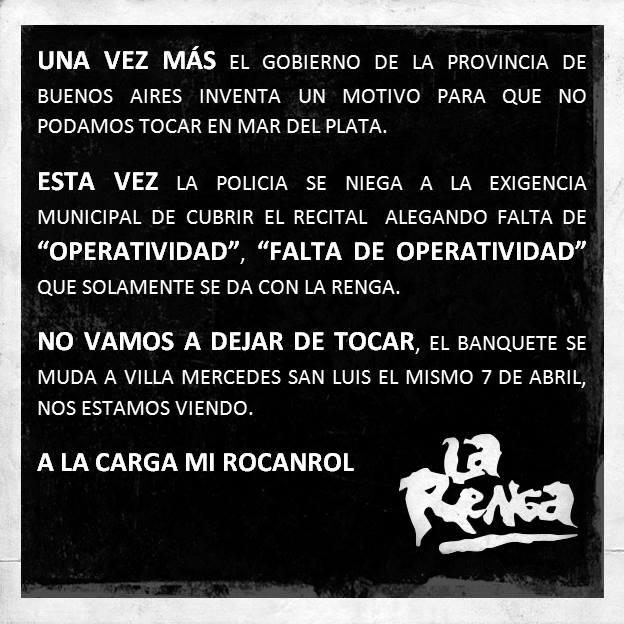 UNA VEZ MÁS EL GOBIERNO DE LA PROVINCIA DE
BUENOS AIRES INVENTA UN MOTIVO PARA QUE NO
PODAMOS TOCAR EN MAR DEL PLATA.
ESTA VEZ LA POLICIA SE NIEGA A LA EXIGENCIA
MUNICIPAL DE CUBRIR EL RECITAL ALEGANDO FALTA DE
“OPERATIVIDAD”, “FALTA DE OPERATIVIDAD”
QUE SOLAMENTE SE DA CON LA RENGA.
NO VAMOS A DEJAR DE TOCAR, EL BANQUETE SE
MUDA A VILLA MERCEDES SAN LUIS EL MISMO 7 DE ABRIL,
NOS ESTAMOS VIENDO.
A LA CARGA MI ROCANROL
La
Renga